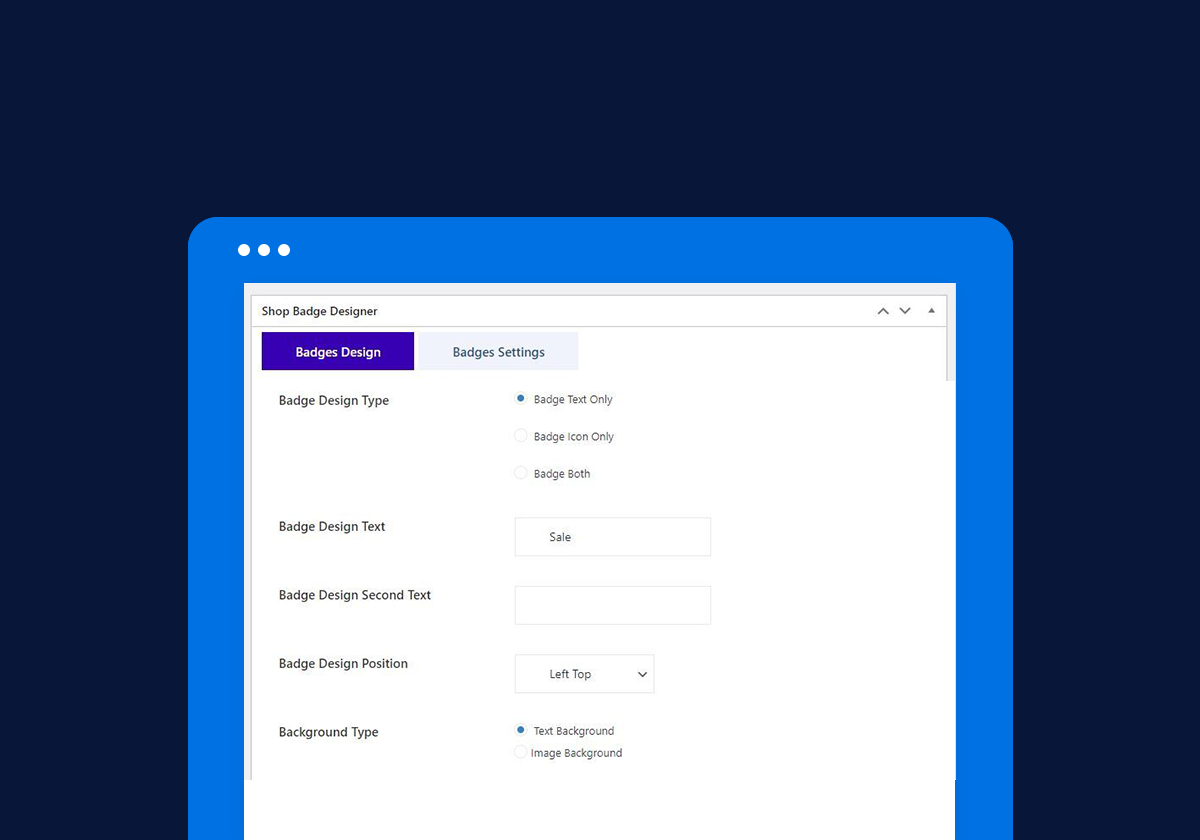 Shop Badge Designer
Badges Design
Badges Settings
Badge Design Type
Badge Text Only
Badge Icon Only
Badge Both
Badge Design Text
Sale
Badge Design Second Text
Badge Design Position
Left Top
Background Type
Text Background
Image Background